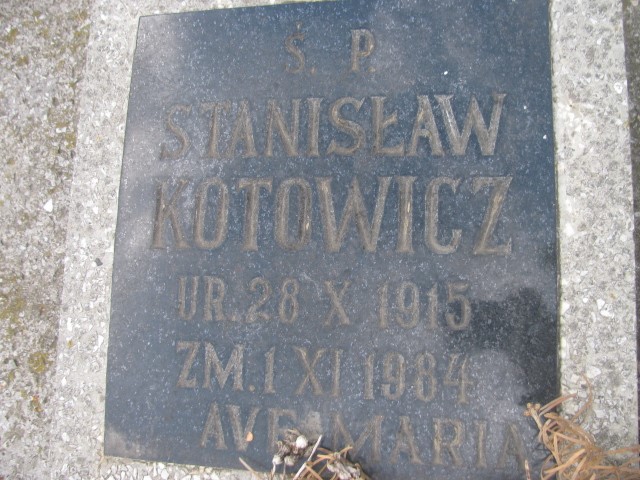 Ś. P.
STANISŁAW
KOTOWICZ
UR. 28 X 1915
ZM. 1 XI 1984
AVE MARIA